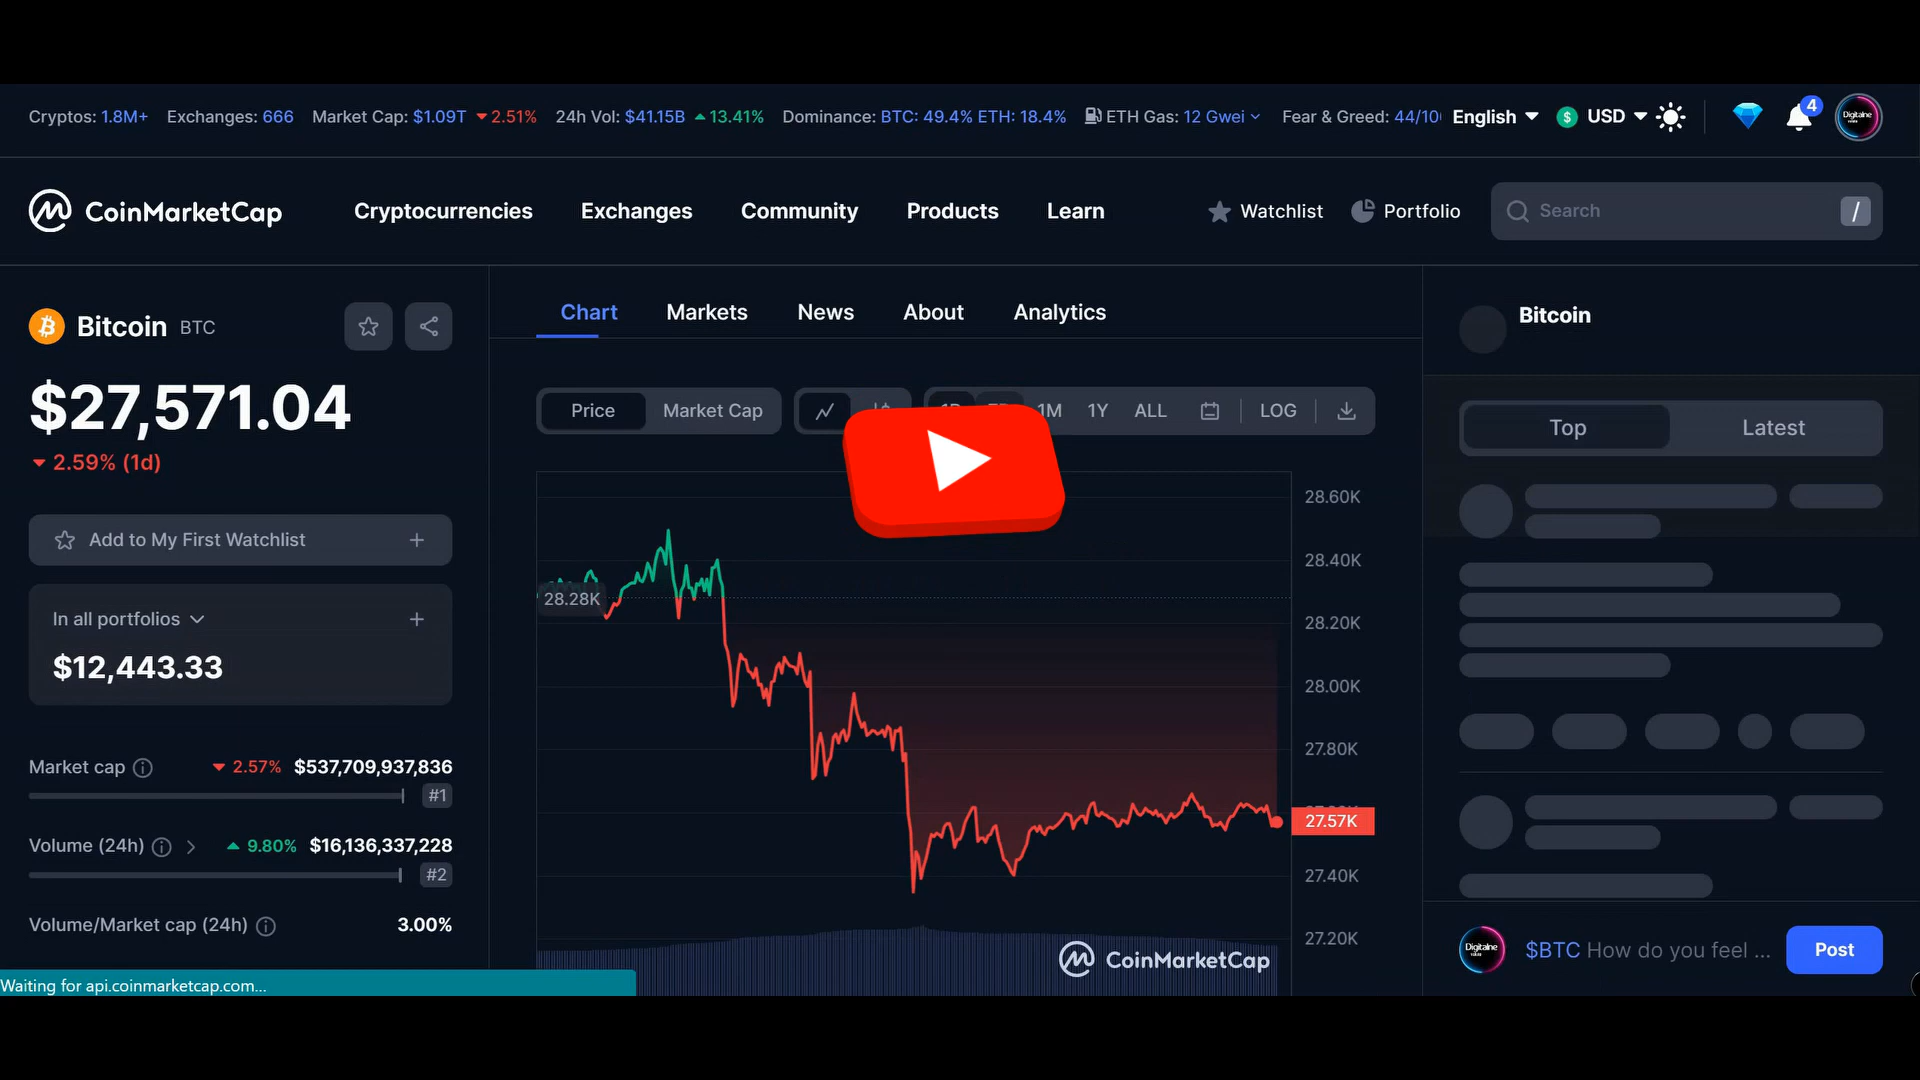 Cryptos: 1.8M+ Exchanges: 666 Market Cap: $1.09T 2.51% 24h Vol: $41.15B 13.41% Dominance: BTC: 49.4% ETH: 18.4% ETH Gas: 12 Gwei Fear & Greed: 44/10 English $ USD 4 Digitaine
CoinMarketCap Cryptocurrencies Exchanges Community Products Learn Watchlist Portfolio Search /
Bitcoin BTC
$27,571.04
2.59% (1d)
Add to My First Watchlist +
In all portfolios +
$12,443.33
Market cap 2.57% $537,709,937,836
#1
Volume (24h) 9.80% $16,136,337,228
#2
Volume/Market cap (24h) 3.00%
Waiting for api.coinmarketcap.com...
Chart Markets News About Analytics
Price Market Cap 1M 1Y ALL LOG
28.60K
28.40K
28.28K
28.20K
28.00K
27.80K
27.57K
27.40K
27.20K
CoinMarketCap
Bitcoin
Top Latest
Digitaine $BTC How do you feel ... Post